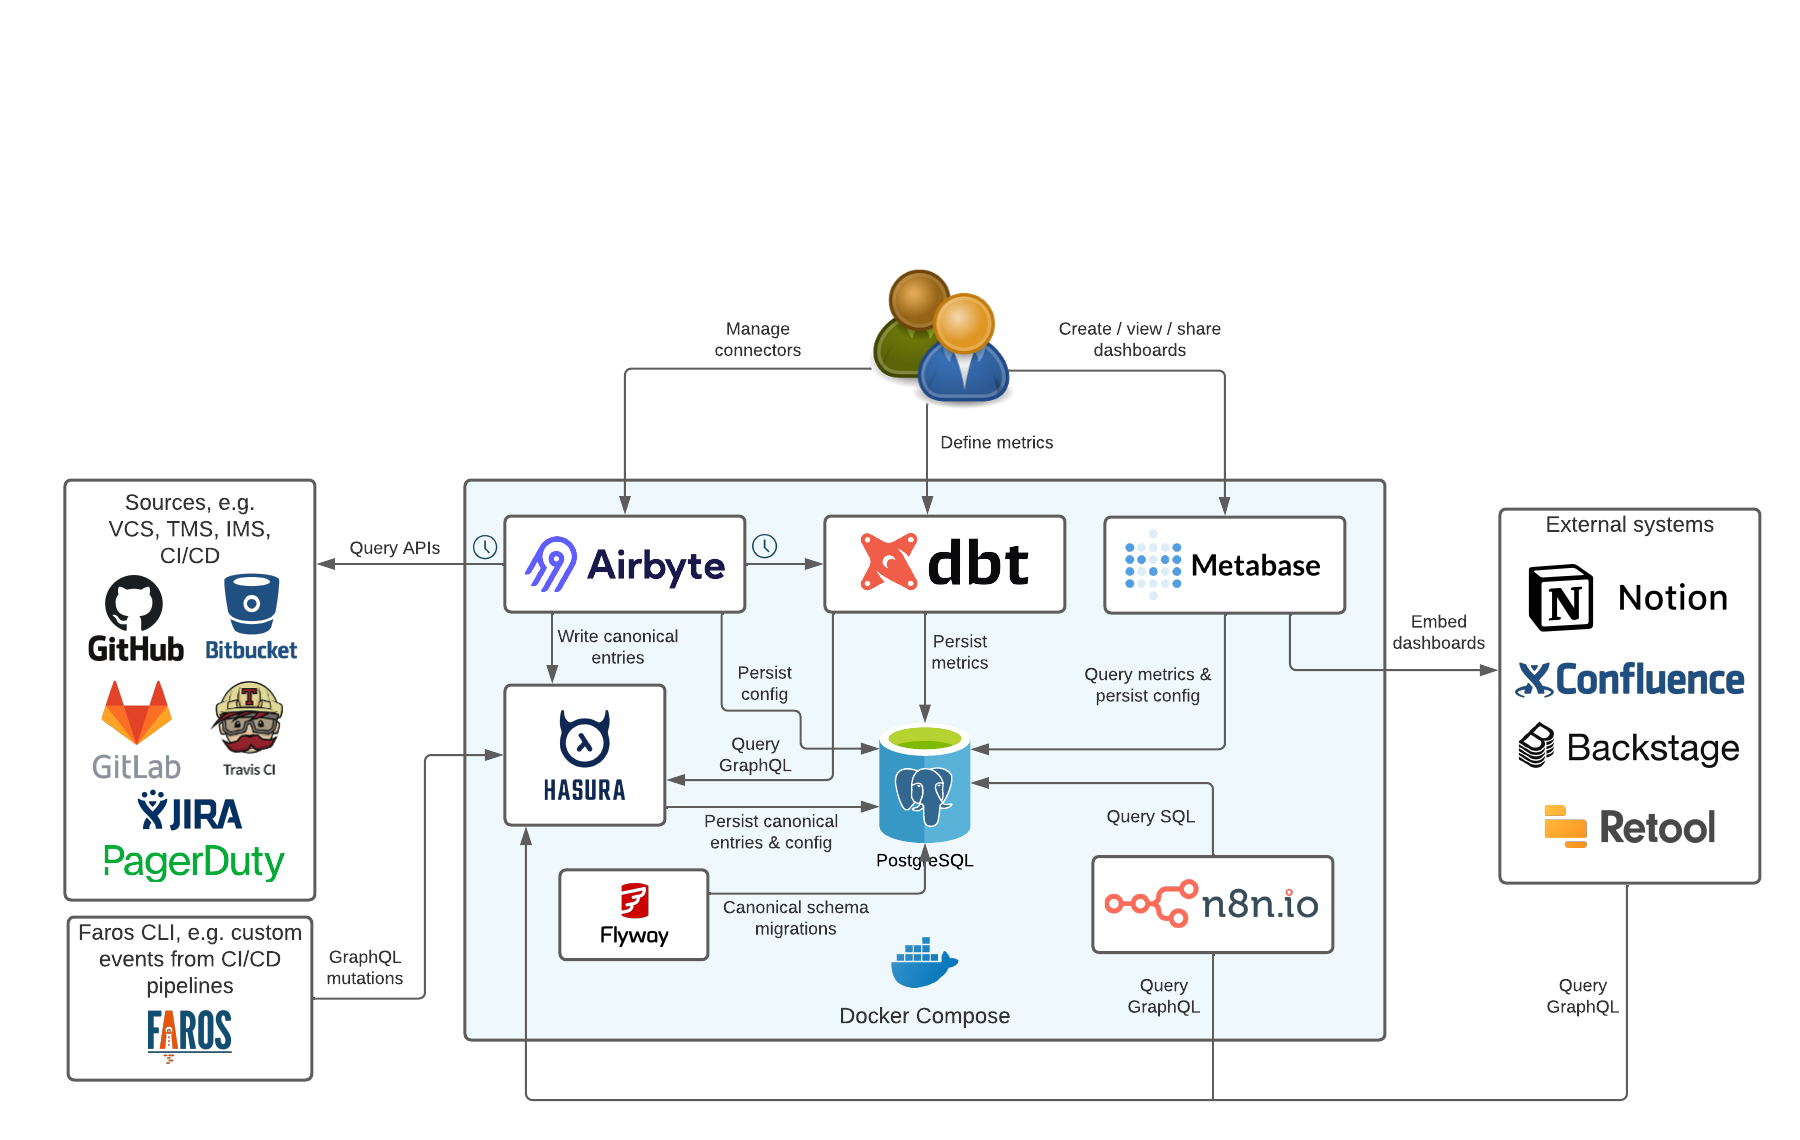 Manage
connectors
Create / view / share
dashboards
Define metrics
Sources, e.g.
VCS, TMS, IMS,
CI/CD
GitHub
Bitbucket
GitLab
T
Travis CI
JIRA
PagerDuty
Faros CLI, e.g. custom
events from CI/CD
pipelines
FAROS
GraphQL
mutations
Query APIs
Airbyte
dbt
Metabase
Write canonical
entries
Persist
config
Persist
metrics
Query metrics &
persist config
HASURA
Query
GraphQL
Persist canonical
entries & config
PostgreSQL
Query SQL
Flyway
Canonical schema
migrations
n8n.io
Docker Compose
Query
GraphQL
Embed
dashboards
External systems
N
Notion
Confluence
Backstage
Retool
Query
GraphQL